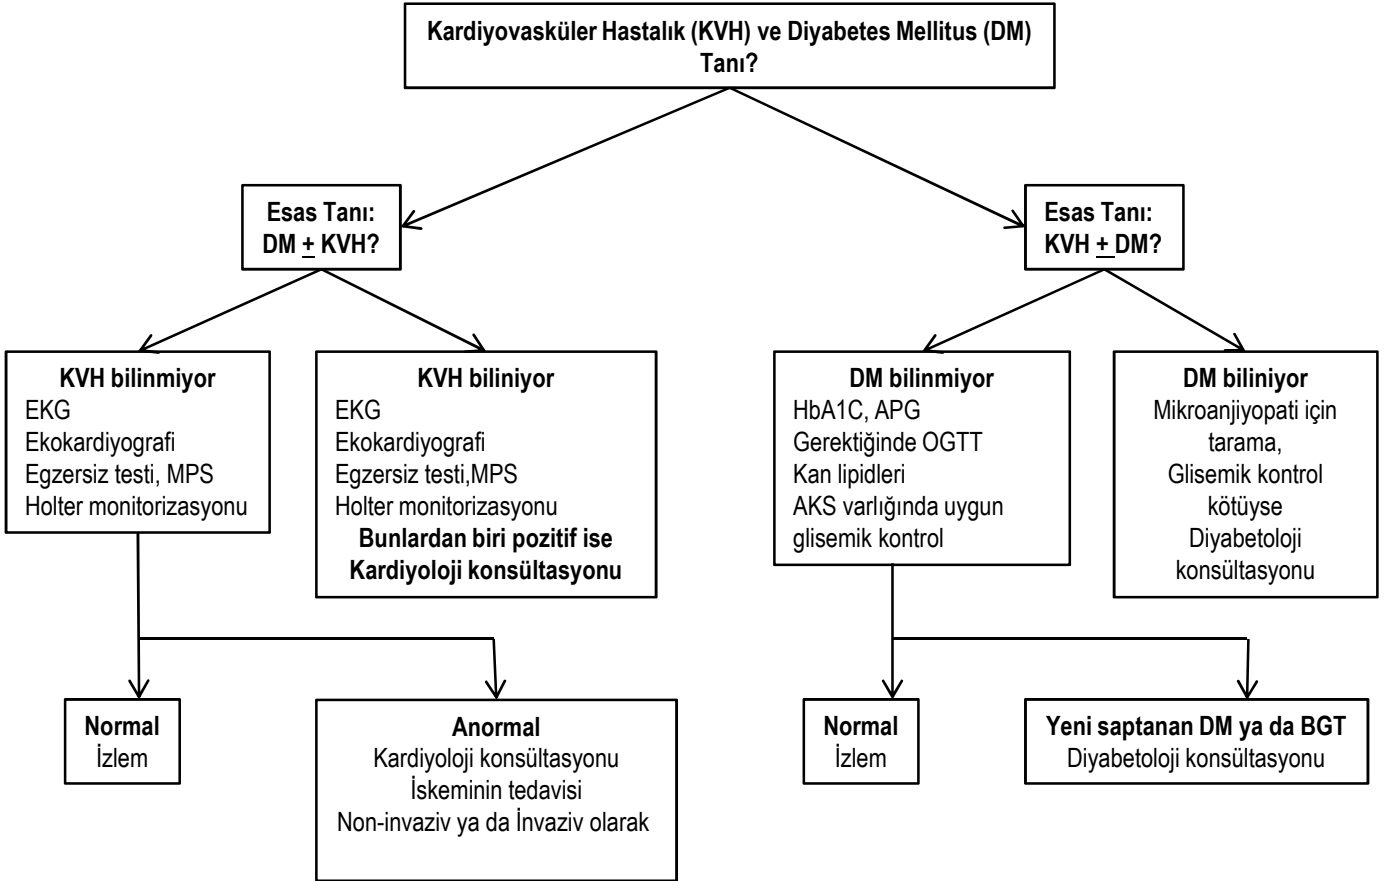 Kardiyovasküler Hastalık (KVH) ve Diyabetes Mellitus (DM)
Tanı?
Esas Tanı:
DM + KVH?
Esas Tanı:
KVH + DM?
KVH bilinmiyor
EKG
Ekokardiyografi
Egzersiz testi, MPS
Holter monitorizasyonu
KVH biliniyor
EKG
Ekokardiyografi
Egzersiz testi,MPS
Holter monitorizasyonu
Bunlardan biri pozitif ise
Kardiyoloji konsültasyonu
DM bilinmiyor
HbA1C, APG
Gerektiğinde OGTT
Kan lipidleri
AKS varlığında uygun
glisemik kontrol
DM biliniyor
Mikroanjiyopati için
tarama,
Glisemik kontrol
kötüyse
Diyabetoloji
konsültasyonu
Normal
İzlem
Anormal
Kardiyoloji konsültasyonu
İskeminin tedavisi
Non-invaziv ya da İnvaziv olarak
Normal
İzlem
Yeni saptanan DM ya da BGT
Diyabetoloji konsültasyonu